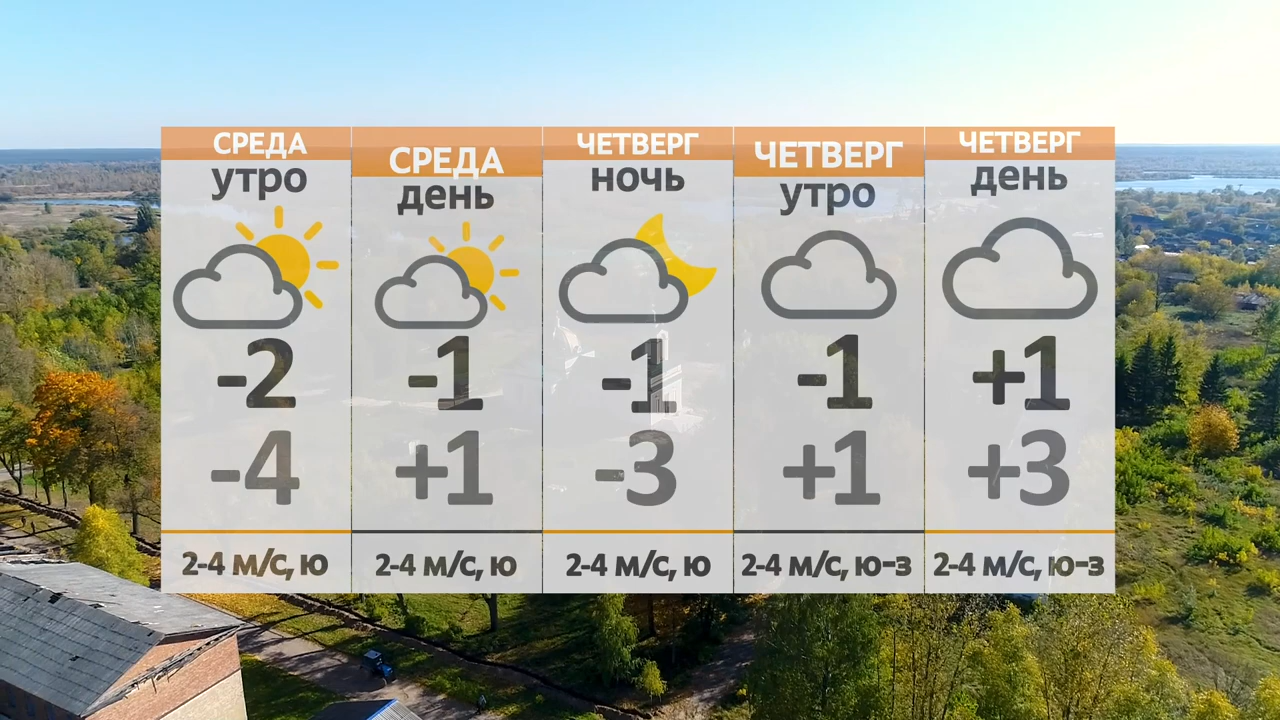 СРЕДА
утро
-2
-4
2-4 м/с, ю
СРЕДА
день
-1
+1
2-4 м/с, ю
ЧЕТВЕРГ
ночь
-1
-3
2-4 м/с, ю
ЧЕТВЕРГ
утро
-1
+1
2-4 м/с, ю-з
ЧЕТВЕРГ
день
+1
+3
2-4 м/с, ю-з